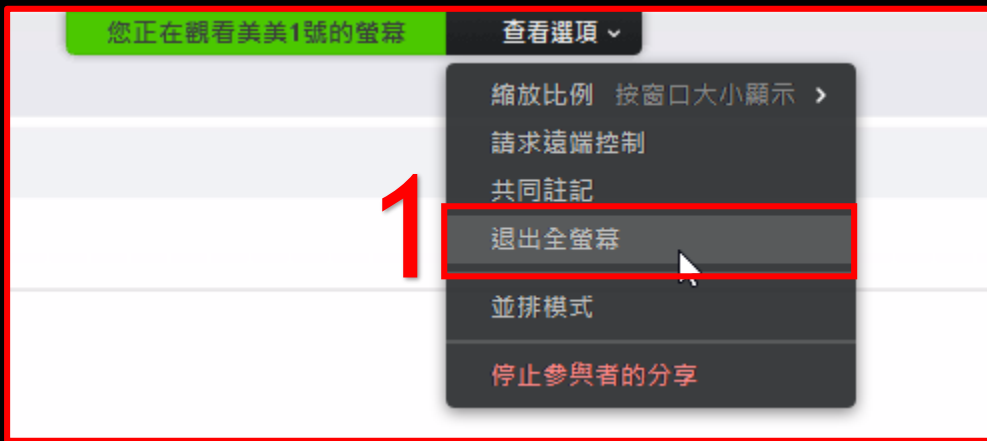 您正在觀看美美1號的螢幕 查看選項
縮放比例 按窗口大小顯示
請求遠端控制
共同註記
1
退出全螢幕
並排模式
停止參與者的分享